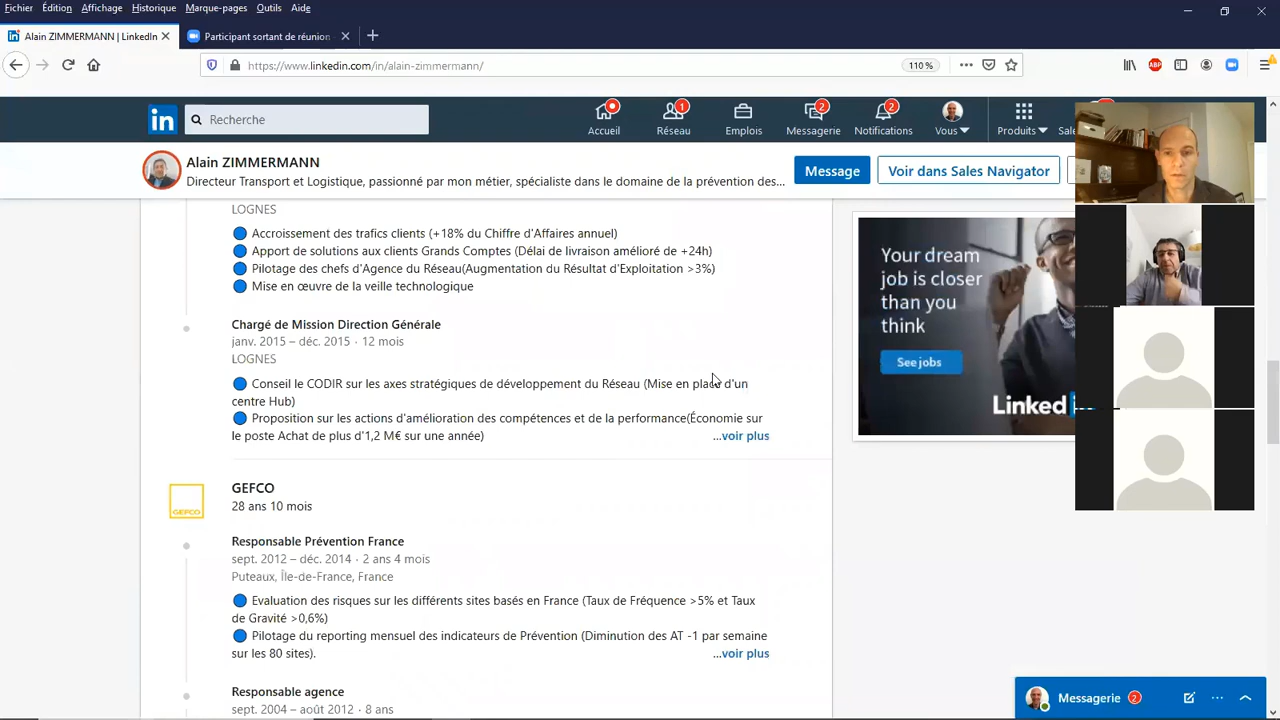 Fichier Édition Affichage Historique Marque-pages Outils Aide
Alain ZIMMERMANN | LinkedIn
Participant sortant de réunion
https://www.linkedin.com/in/alain-zimmermann/
110 %
ABP
in
Recherche
Accueil
1
Réseau
Emplois
2
Messagerie
2
Notifications
Vous
Produits
Alain ZIMMERMANN
Directeur Transport et Logistique, passionné par mon métier, spécialiste dans le domaine de la prévention des...
Message
Voir dans Sales Navigator
LOGNES
Accroissement des trafics clients (+18% du Chiffre d'Affaires annuel)
Apport de solutions aux clients Grands Comptes (Délai de livraison amélioré de +24h)
Pilotage des chefs d'Agence du Réseau(Augmentation du Résultat d'Exploitation >3%)
Mise en œuvre de la veille technologique
Chargé de Mission Direction Générale
janv. 2015 – déc. 2015 · 12 mois
LOGNES
Conseil le CODIR sur les axes stratégiques de développement du Réseau (Mise en place d'un
centre Hub)
Proposition sur les actions d'amélioration des compétences et de la performance(Économie sur
le poste Achat de plus d'1,2 M€ sur une année)
...voir plus
GEFCO
GEFCO
28 ans 10 mois
Responsable Prévention France
sept. 2012 – déc. 2014 · 2 ans 4 mois
Puteaux, Île-de-France, France
Evaluation des risques sur les différents sites basés en France (Taux de Fréquence >5% et Taux
de Gravité >0,6%)
Pilotage du reporting mensuel des indicateurs de Prévention (Diminution des AT -1 par semaine
sur les 80 sites).
...voir plus
Responsable agence
sept. 2004 – août 2012 · 8 ans
Your dream
job is closer
than you
think
See jobs
Linked
Messagerie 2